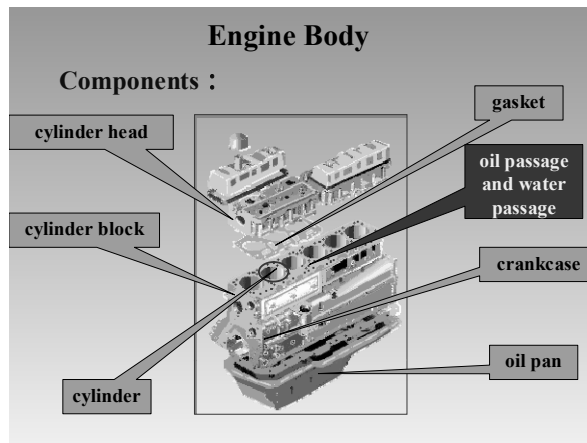 Engine Body
Components：
gasket
cylinder head
oil passage
and water
passage
cylinder block
crankcase
oil pan
cylinder